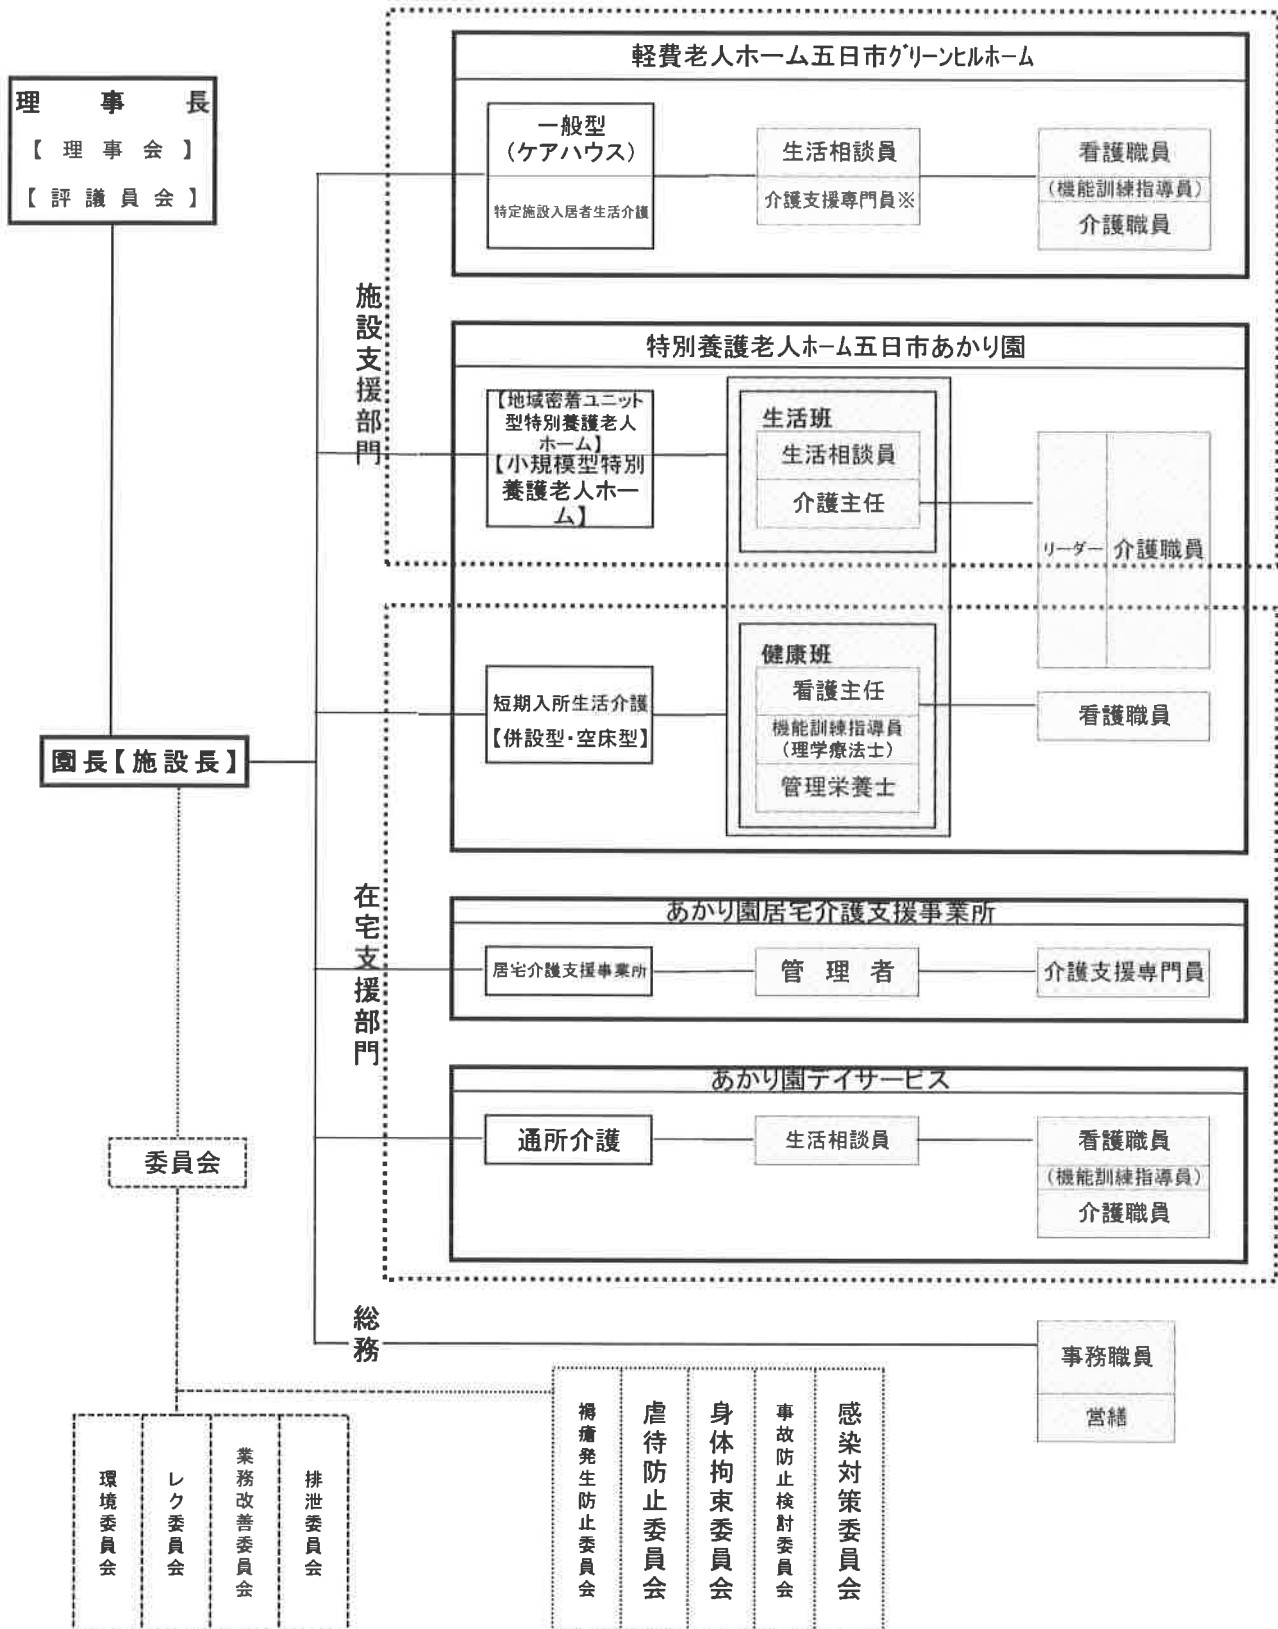 理事長
【理事会】
【評議員会】
園長【施設長】
委員会
施設支援部門
軽費老人ホーム五日市グリーンヒルホーム
一般型
(ケアハウス)
特定施設入居者生活介護
生活相談員
介護支援専門員※
看護職員
(機能訓練指導員)
介護職員
特別養護老人ホーム五日市あかり園
【地域密着ユニット
型特別養護老人
ホーム】
【小規模型特別
養護老人ホー
ム】
生活班
生活相談員
介護主任
リーダー
介護職員
在宅支援部門
短期入所生活介護
【併設型・空床型】
健康班
看護主任
機能訓練指導員
(理学療法士)
管理栄養士
看護職員
あかり園居宅介護支援事業所
居宅介護支援事業所
管理者
介護支援専門員
あかり園デイサービス
通所介護
生活相談員
看護職員
(機能訓練指導員)
介護職員
総務
事務職員
営繕
環境委員会
レク委員会
業務改善委員会
排泄委員会
褥瘡発生防止委員会
虐待防止委員会
身体拘束委員会
事故防止検討委員会
感染対策委員会